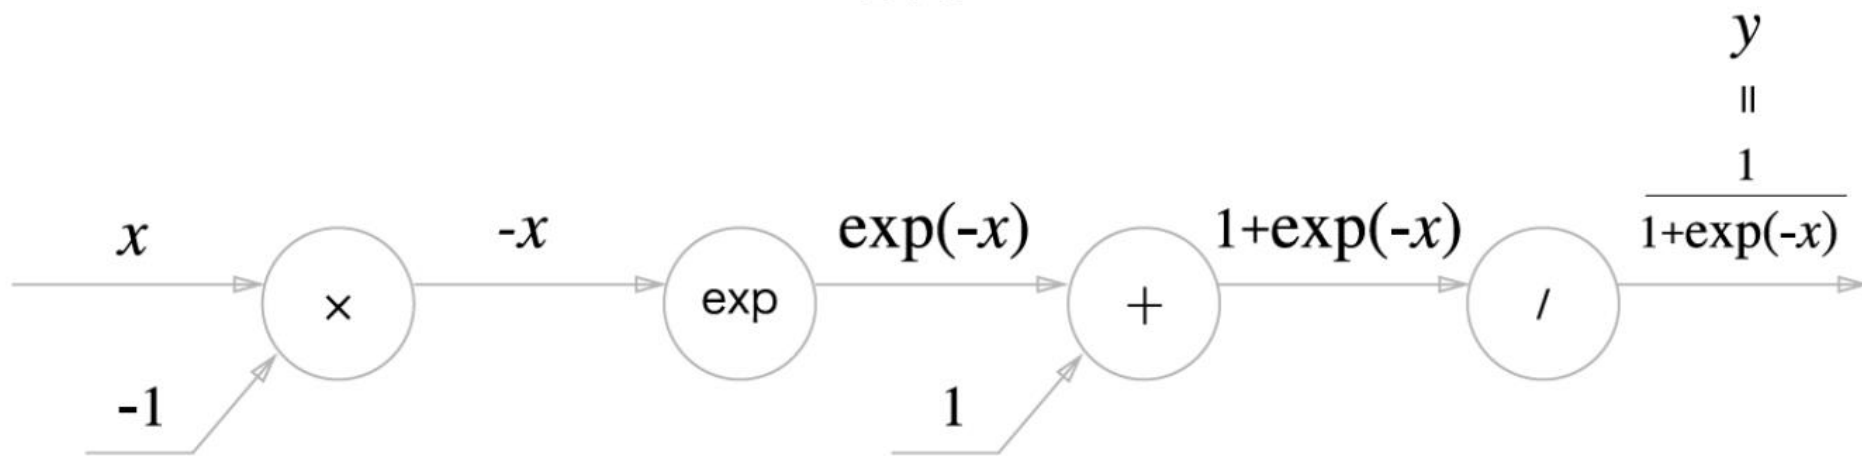 y
=
1
1+exp(-x)
x
-x
exp(-x)
1+exp(-x)
×
exp
+
/
-1
1